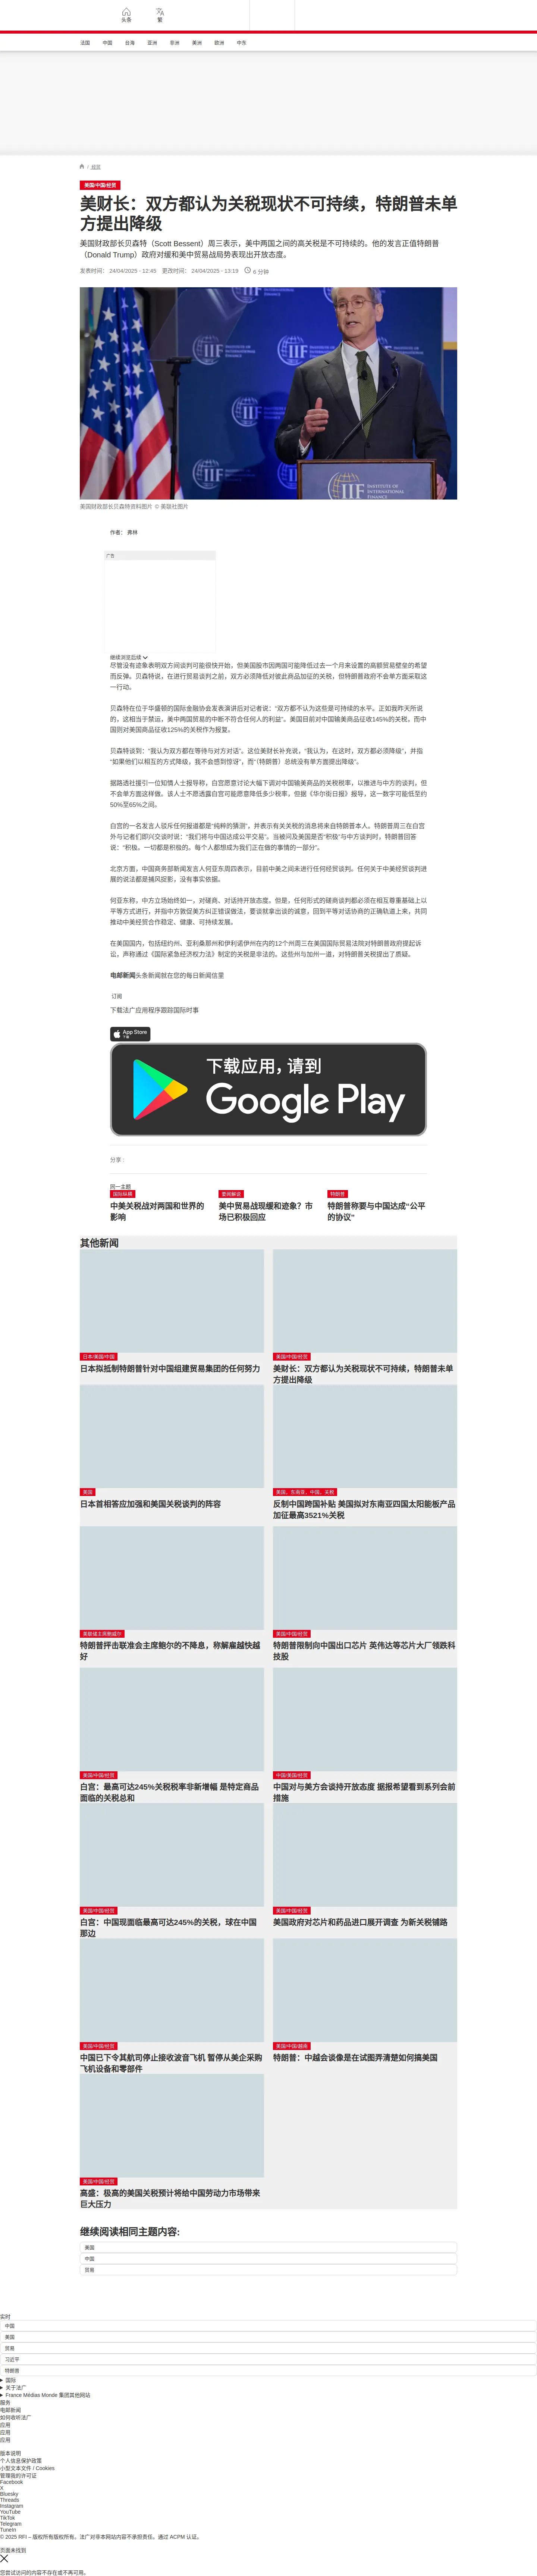 头条
繁
法国 中国 台海 亚洲 非洲 美洲 欧洲 中东
/ 经贸
美国/中国/经贸
美财长：双方都认为关税现状不可持续，特朗普未单
方提出降级
美国财政部长贝森特（Scott Bessent）周三表示，美中两国之间的高关税是不可持续的。他的发言正值特朗普
（Donald Trump）政府对缓和美中贸易战局势表现出开放态度。
发表时间： 24/04/2025 - 12:45 更改时间： 24/04/2025 - 13:19 6 分钟
IIF INSTITUTE OF INTERNATIONAL FINANCE
IIF INSTITUTE OF INTERNATIONAL FINANCE
美国财政部长贝森特资料图片 © 美联社图片
作者： 弗林
广告
继续浏览后续
尽管没有迹象表明双方间谈判可能很快开始，但美国股市因两国可能降低过去一个月来设置的高额贸易壁垒的希望
而反弹。贝森特说，在进行贸易谈判之前，双方必须降低对彼此商品加征的关税，但特朗普政府不会单方面采取这
一行动。
贝森特在位于华盛顿的国际金融协会发表演讲后对记者说：“双方都不认为这些是可持续的水平。正如我昨天所说
的，这相当于禁运，美中两国贸易的中断不符合任何人的利益”。美国目前对中国输美商品征收145%的关税，而中
国则对美国商品征收125%的关税作为报复。
贝森特谈到：“我认为双方都在等待与对方对话”。这位美财长补充说，“我认为，在这时，双方都必须降级”，并指
“如果他们以相互的方式降级，我不会感到惊讶”，而“（特朗普）总统没有单方面提出降级”。
据路透社援引一位知情人士报导称，白宫愿意讨论大幅下调对中国输美商品的关税税率，以推进与中方的谈判，但
不会单方面这样做。该人士不愿透露白宫可能愿意降低多少税率，但据《华尔街日报》报导，这一数字可能低至约
50%至65%之间。
白宫的一名发言人驳斥任何报道都是“纯粹的猜测”，并表示有关关税的消息将来自特朗普本人。特朗普周三在白宫
外与记者们即兴交谈时说：“我们将与中国达成公平交易”。当被问及美国是否“积极”与中方谈判时，特朗普回答
说：“积极。一切都是积极的。每个人都想成为我们正在做的事情的一部分”。
北京方面，中国商务部新闻发言人何亚东周四表示，目前中美之间未进行任何经贸谈判。任何关于中美经贸谈判进
展的说法都是捕风捉影，没有事实依据。
何亚东称，中方立场始终如一，对磋商、对话持开放态度。但是，任何形式的磋商谈判都必须在相互尊重基础上以
平等方式进行，并指中方敦促美方纠正错误做法，要谈就拿出谈的诚意，回到平等对话协商的正确轨道上来，共同
推动中美经贸合作稳定、健康、可持续发展。
在美国国内，包括纽约州、亚利桑那州和伊利诺伊州在内的12个州周三在美国国际贸易法院对特朗普政府提起诉
讼，声称通过《国际紧急经济权力法》制定的关税是非法的。这些州与加州一道，对特朗普关税提出了质疑。
电邮新闻头条新闻就在您的每日新闻信里
订阅
下载法广应用程序跟踪国际时事
App Store
下载应用，请到
Google Play
分享 :
同一主题
国际纵横
中美关税战对两国和世界的
影响
要闻解说
美中贸易战现缓和迹象？市
场已积极回应
特朗普
特朗普称要与中国达成“公平
的协议”
其他新闻
日本/美国/中国
日本拟抵制特朗普针对中国组建贸易集团的任何努力
美国/中国/经贸
美财长：双方都认为关税现状不可持续，特朗普未单
方提出降级
美国
日本首相答应加强和美国关税谈判的阵容
美国、东南亚、中国、关税
反制中国跨国补贴 美国拟对东南亚四国太阳能板产品
加征最高3521%关税
美联储主席鲍威尔
特朗普抨击联准会主席鲍尔的不降息，称解雇越快越
好
美国/中国/经贸
特朗普限制向中国出口芯片 英伟达等芯片大厂领跌科
技股
美国/中国/经贸
白宫：最高可达245%关税税率非新增幅 是特定商品
面临的关税总和
中国/美国/经贸
中国对与美方会谈持开放态度 据报希望看到系列会前
措施
美国/中国/经贸
白宫：中国现面临最高可达245%的关税，球在中国
那边
美国/中国/经贸
美国政府对芯片和药品进口展开调查 为新关税铺路
美国/中国/经贸
中国已下令其航司停止接收波音飞机 暂停从美企采购
飞机设备和零部件
美国/中国/越南
特朗普：中越会谈像是在试图弄清楚如何搞美国
美国/中国/经贸
高盛：极高的美国关税预计将给中国劳动力市场带来
巨大压力
继续阅读相同主题内容:
美国
中国
贸易
实时
中国
美国
贸易
习近平
特朗普
国际
关于法广
France Médias Monde 集团其他网站
服务
电邮新闻
如何收听法广
应用
应用
应用
版本说明
个人信息保护政策
小型文本文件 / Cookies
管理我的许可证
Facebook
X
Bluesky
Threads
Instagram
YouTube
TikTok
Telegram
TuneIn
© 2025 RFI – 版权所有版权所有。法广对非本网站内容不承担责任。通过 ACPM 认证。
页面未找到
您尝试访问的内容不存在或不再可用。